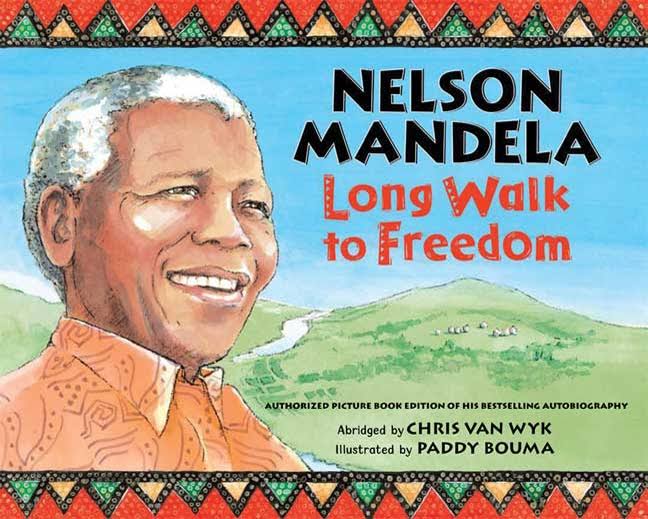 NELSON
MANDELA
Long Walk
to Freedom
AUTHORIZED PICTURE BOOK EDITION OF HIS BESTSELLING AUTOBIOGRAPHY
Abridged by CHRIS VAN WYK
Illustrated by PADDY BOUMA